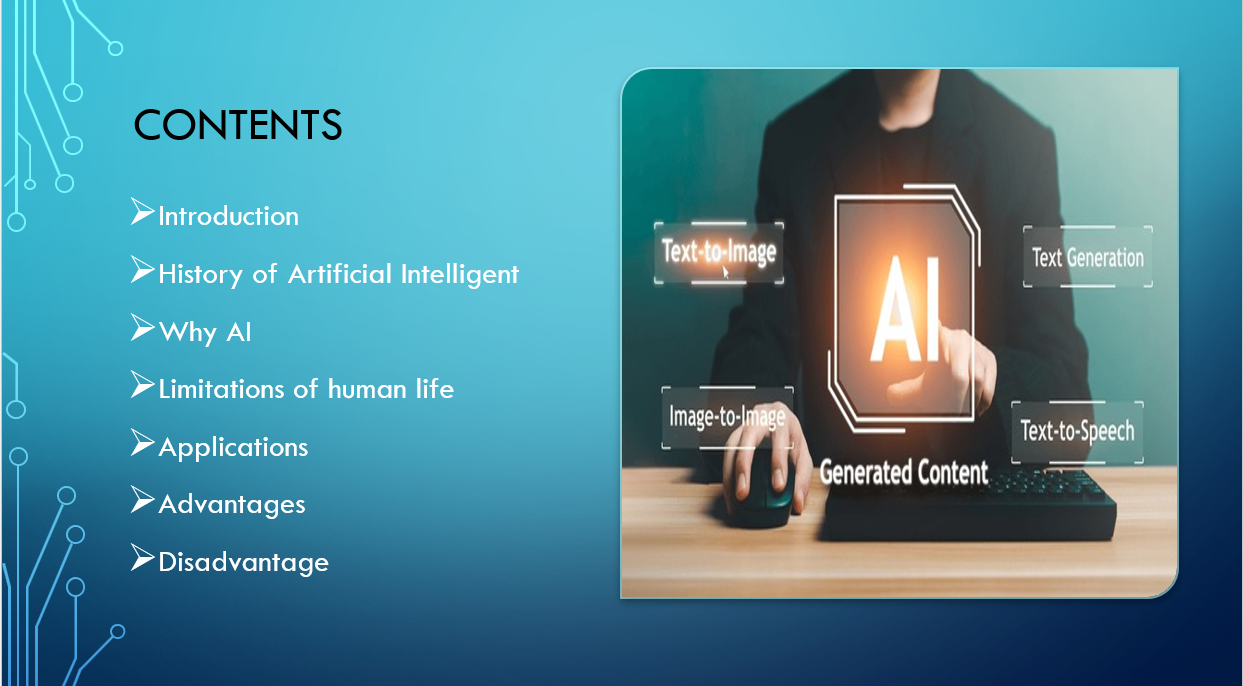 CONTENTS
Introduction
History of Artificial Intelligent
Why AI
Limitations of human life
Applications
Advantages
Disadvantage
Text-to-Image
Text Generation
AI
Image-to-Image
Text-to-Speech
Generated Content